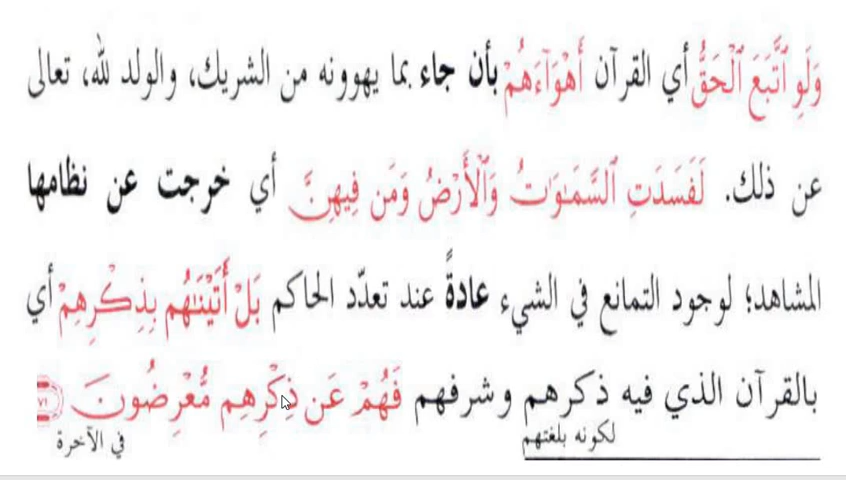 وَلَوِ ٱتَّبَعَ ٱلْحَقُّ أي القرآن أَهْوَآءَهُمْ بأن جاء بما يهوونه من الشريك، والولد لله، تعالى
عن ذلك. لَفَسَدَتِ ٱلسَّمَـٰوَٰتُ وَٱلْأَرْضُ وَمَن فِيهِنَّ أي خرجت عن نظامها
المشاهد؛ لوجود التمانع في الشيء عادةً عند تعدّد الحاكم بَلْ أَتَيْنَـٰهُم بِذِكْرِهِمْ أي
بالقرآن الذي فيه ذكرهم وشرفهم فَهُمْ عَن ذِكْرِهِم مُّعْرِضُونَ ٧١
لكونه بلغتهم
في الآخرة